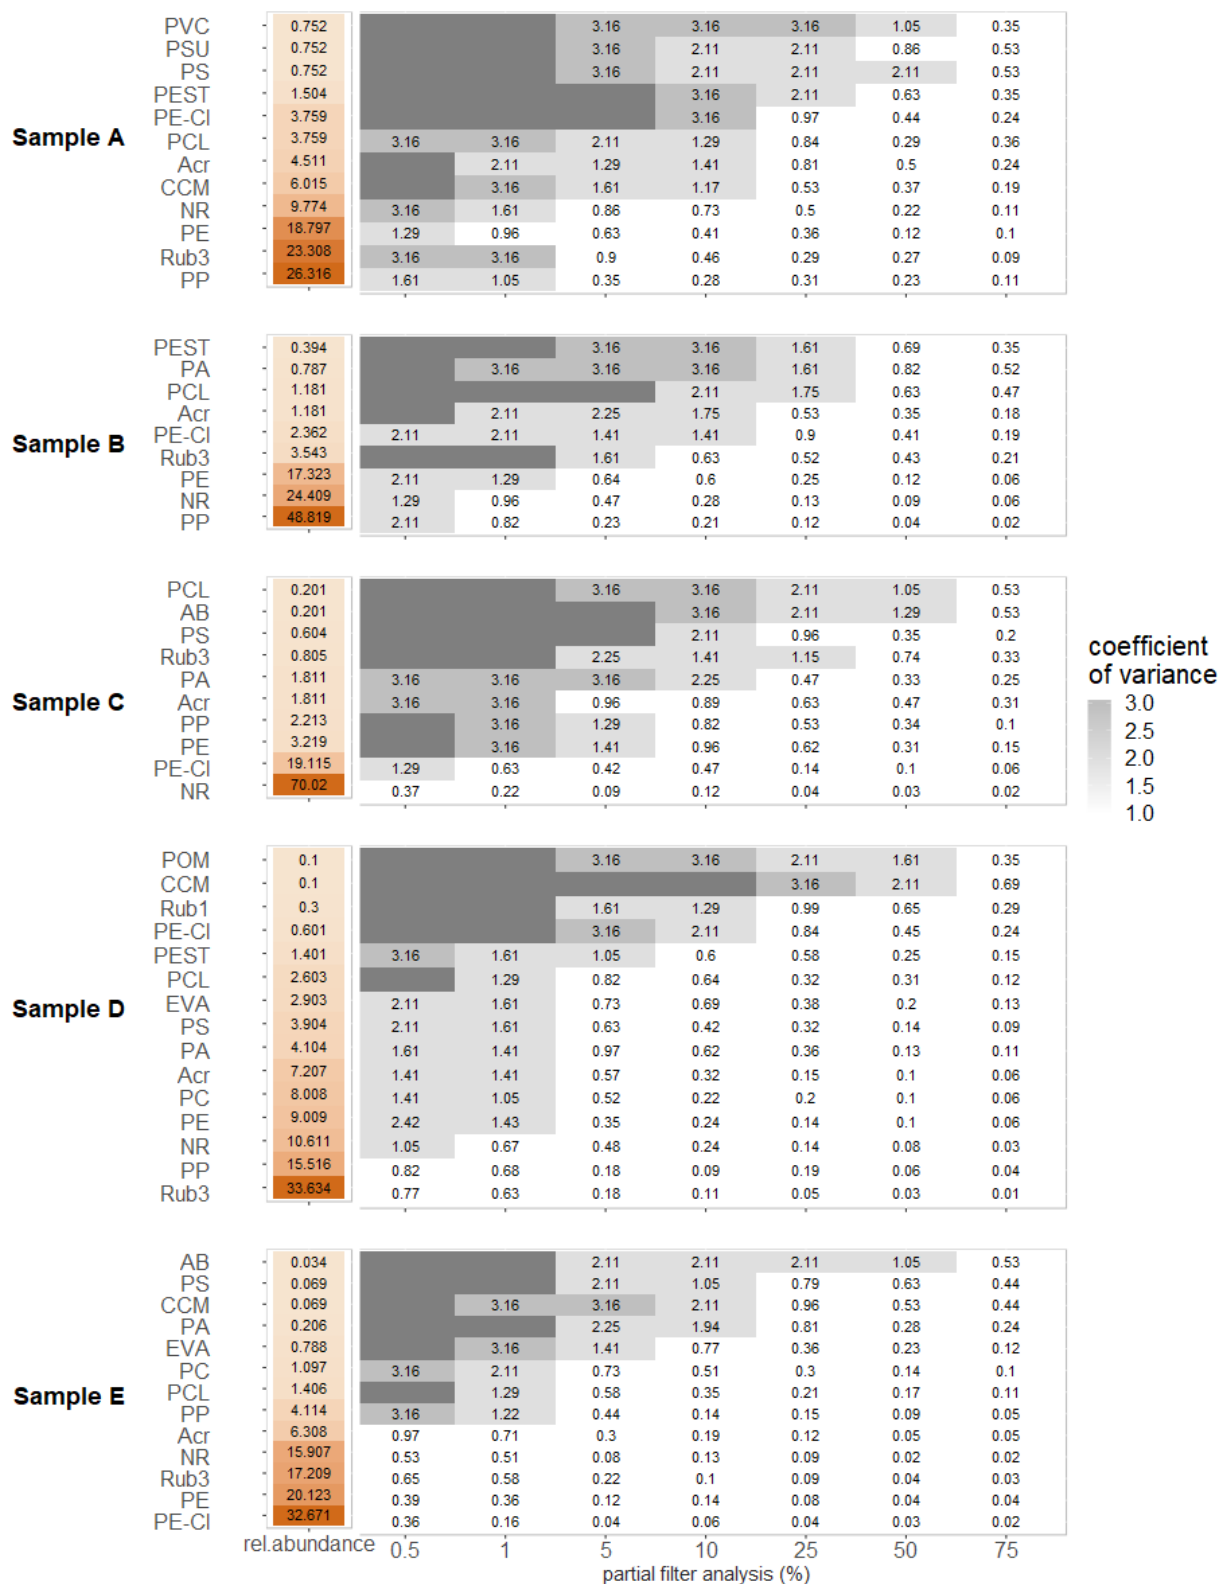 PVC 0.752 3.16 3.16 3.16 1.05 0.35
PSU 0.752 3.16 2.11 2.11 0.86 0.53
PS 0.752 3.16 2.11 2.11 2.11 0.53
PEST 1.504 3.16 2.11 0.63 0.35
PE-Cl 3.759 3.16 0.97 0.44 0.24
Sample A
PCL 3.759 3.16 3.16 2.11 1.29 0.84 0.29 0.36
Acr 4.511 2.11 1.29 1.41 0.81 0.5 0.24
CCM 6.015 3.16 1.61 1.17 0.53 0.37 0.19
NR 9.774 3.16 1.61 0.86 0.73 0.5 0.22 0.11
PE 18.797 1.29 0.96 0.63 0.41 0.36 0.12 0.1
Rub3 23.308 3.16 3.16 0.9 0.46 0.29 0.27 0.09
PP 26.316 1.61 1.05 0.35 0.28 0.31 0.23 0.11
PEST 0.394 3.16 3.16 1.61 0.69 0.35
PA 0.787 3.16 3.16 3.16 1.61 0.82 0.52
PCL 1.181 2.11 1.75 0.63 0.47
Acr 1.181 2.11 2.25 1.75 0.53 0.35 0.18
Sample B
PE-Cl 2.362 2.11 2.11 1.41 1.41 0.9 0.41 0.19
Rub3 3.543 1.61 0.63 0.52 0.43 0.21
PE 17.323 2.11 1.29 0.64 0.6 0.25 0.12 0.06
NR 24.409 1.29 0.96 0.47 0.28 0.13 0.09 0.06
PP 48.819 2.11 0.82 0.23 0.21 0.12 0.04 0.02
PCL 0.201 3.16 3.16 2.11 1.05 0.53
AB 0.201 3.16 2.11 1.29 0.53
PS 0.604 2.11 0.96 0.35 0.2
Rub3 0.805 2.25 1.41 1.15 0.74 0.33
PA 1.811 3.16 3.16 3.16 2.25 0.47 0.33 0.25
Sample C
Acr 1.811 3.16 3.16 0.96 0.89 0.63 0.47 0.31
PP 2.213 3.16 1.29 0.82 0.53 0.34 0.1
PE 3.219 3.16 1.41 0.96 0.62 0.31 0.15
PE-Cl 19.115 1.29 0.63 0.42 0.47 0.14 0.1 0.06
NR 70.02 0.37 0.22 0.09 0.12 0.04 0.03 0.02
coefficient
of variance
3.0
2.5
2.0
1.5
1.0
POM 0.1 3.16 3.16 2.11 1.61 0.35
CCM 0.1 3.16 2.11 0.69
Rub1 0.3 1.61 1.29 0.99 0.65 0.29
PE-Cl 0.601 3.16 2.11 0.84 0.45 0.24
PEST 1.401 3.16 1.61 1.05 0.6 0.58 0.25 0.15
PCL 2.603 1.29 0.82 0.64 0.32 0.31 0.12
Sample D
EVA 2.903 2.11 1.61 0.73 0.69 0.38 0.2 0.13
PS 3.904 2.11 1.61 0.63 0.42 0.32 0.14 0.09
PA 4.104 1.61 1.41 0.97 0.62 0.36 0.13 0.11
Acr 7.207 1.41 1.41 0.57 0.32 0.15 0.1 0.06
PC 8.008 1.41 1.05 0.52 0.22 0.2 0.1 0.06
PE 9.009 2.42 1.43 0.35 0.24 0.14 0.1 0.06
NR 10.611 1.05 0.67 0.48 0.24 0.14 0.08 0.03
PP 15.516 0.82 0.68 0.18 0.09 0.19 0.06 0.04
Rub3 33.634 0.77 0.63 0.18 0.11 0.05 0.03 0.01
AB 0.034 2.11 2.11 2.11 1.05 0.53
PS 0.069 2.11 1.05 0.79 0.63 0.44
CCM 0.069 3.16 3.16 2.11 0.96 0.53 0.44
PA 0.206 2.25 1.94 0.81 0.28 0.24
EVA 0.788 3.16 1.41 0.77 0.36 0.23 0.12
PC 1.097 3.16 2.11 0.73 0.51 0.3 0.14 0.1
Sample E
PCL 1.406 1.29 0.58 0.35 0.21 0.17 0.11
PP 4.114 3.16 1.22 0.44 0.14 0.15 0.09 0.05
Acr 6.308 0.97 0.71 0.3 0.19 0.12 0.05 0.05
NR 15.907 0.53 0.51 0.08 0.13 0.09 0.02 0.02
Rub3 17.209 0.65 0.58 0.22 0.1 0.09 0.04 0.03
PE 20.123 0.39 0.36 0.12 0.14 0.08 0.04 0.04
PE-Cl 32.671 0.36 0.16 0.04 0.06 0.04 0.03 0.02
rel.abundance 0.5 1 5 10 25 50 75
partial filter analysis (%)